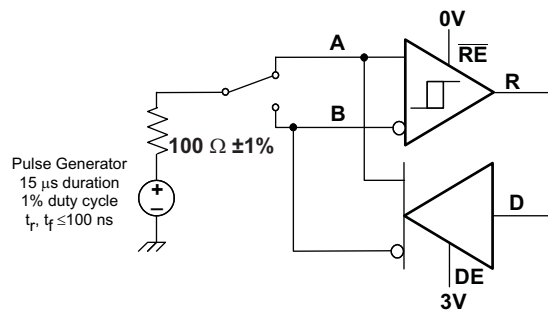 0V
A
RE
R
B
100 Ω ±1%
Pulse Generator
15 μs duration
1% duty cycle
tr, tf ≤100 ns
+
−
D
DE
3V